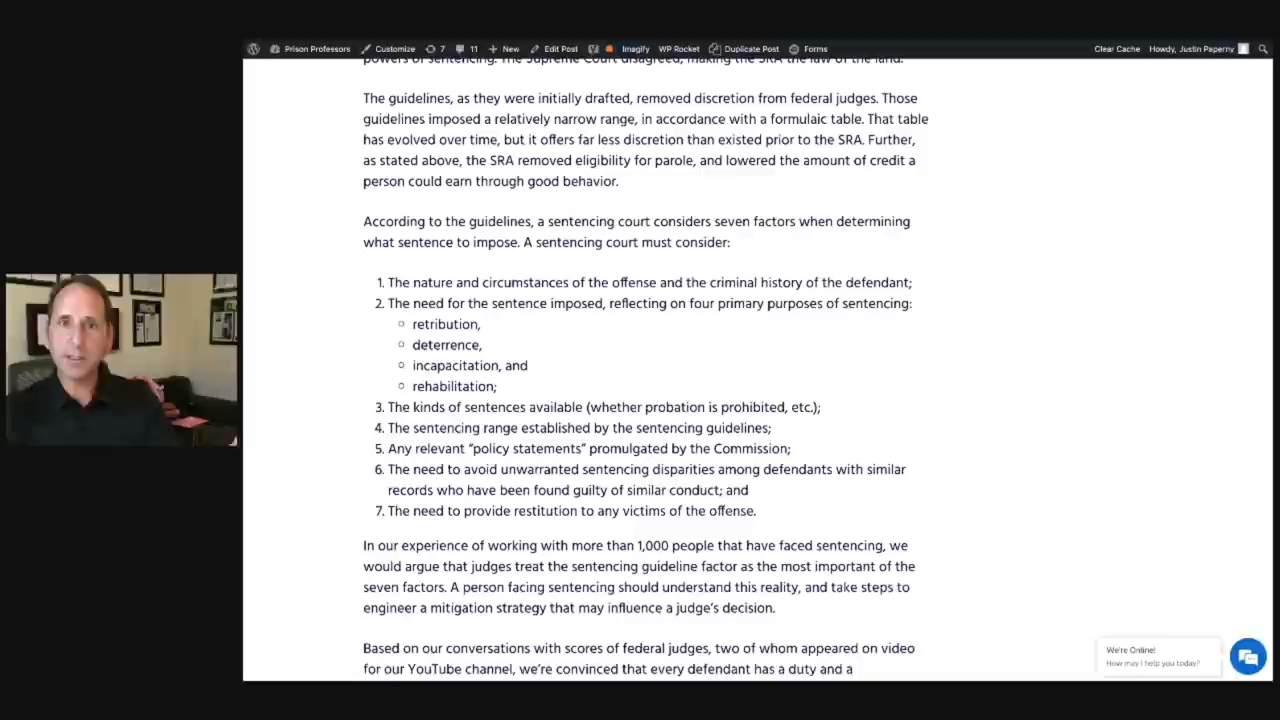 Prison Professors Customize 7 11 New Edit Post Imagify WP Rocket Duplicate Post Forms Clear Cache Howdy, Justin Paperny
powers of sentencing. The Supreme Court disagreed, making the SRA the law of the land.
The guidelines, as they were initially drafted, removed discretion from federal judges. Those
guidelines imposed a relatively narrow range, in accordance with a formulaic table. That table
has evolved over time, but it offers far less discretion than existed prior to the SRA. Further,
as stated above, the SRA removed eligibility for parole, and lowered the amount of credit a
person could earn through good behavior.
According to the guidelines, a sentencing court considers seven factors when determining
what sentence to impose. A sentencing court must consider:
1. The nature and circumstances of the offense and the criminal history of the defendant;
2. The need for the sentence imposed, reflecting on four primary purposes of sentencing:
retribution,
deterrence,
incapacitation, and
rehabilitation;
3. The kinds of sentences available (whether probation is prohibited, etc.);
4. The sentencing range established by the sentencing guidelines;
5. Any relevant “policy statements” promulgated by the Commission;
6. The need to avoid unwarranted sentencing disparities among defendants with similar
records who have been found guilty of similar conduct; and
7. The need to provide restitution to any victims of the offense.
In our experience of working with more than 1,000 people that have faced sentencing, we
would argue that judges treat the sentencing guideline factor as the most important of the
seven factors. A person facing sentencing should understand this reality, and take steps to
engineer a mitigation strategy that may influence a judge’s decision.
Based on our conversations with scores of federal judges, two of whom appeared on video
for our YouTube channel, we’re convinced that every defendant has a duty and a
We're Online!
How may I help you today?